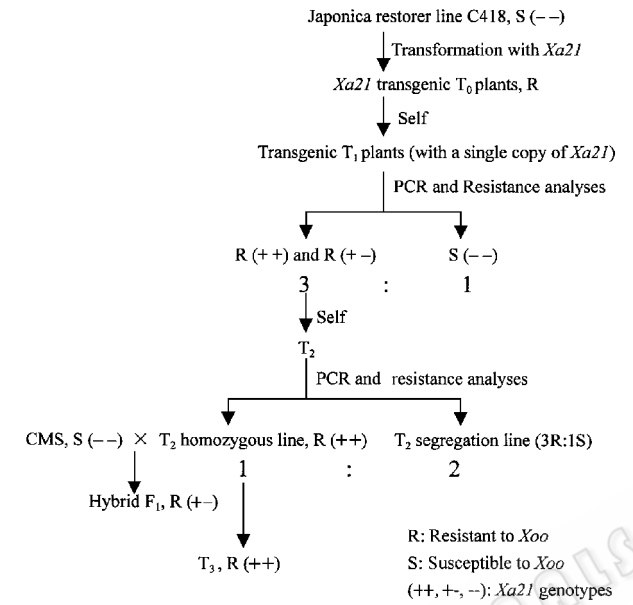 Japonica restorer line C418, S (− −)
Transformation with Xa21
Xa21 transgenic T₀ plants, R
Self
Transgenic T₁ plants (with a single copy of Xa21)
PCR and Resistance analyses
R (+ +) and R (+ −) S (− −)
3 : 1
Self
T₂
PCR and resistance analyses
CMS, S (− −) × T₂ homozygous line, R (++) T₂ segregation line (3R:1S)
1 : 2
Hybrid F₁, R (+−)
T₃, R (++)
R: Resistant to Xoo
S: Susceptible to Xoo
(++, +-, --): Xa21 genotypes